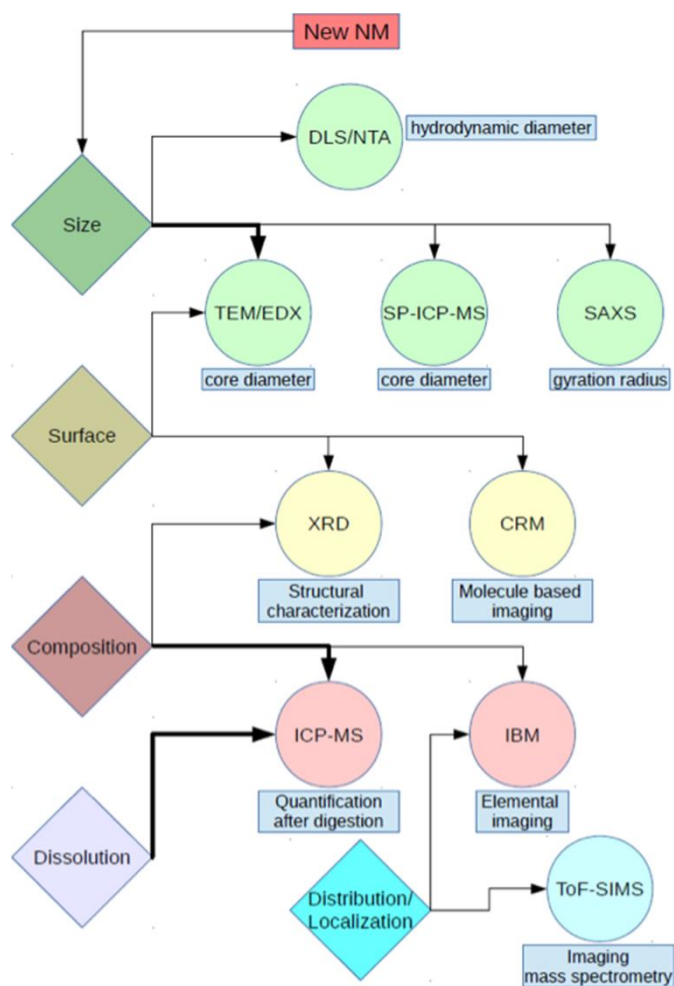 New NM
DLS/NTA
hydrodynamic diameter
Size
TEM/EDX
SP-ICP-MS
SAXS
core diameter
core diameter
gyration radius
Surface
XRD
CRM
Structural
characterization
Molecule based
imaging
Composition
ICP-MS
IBM
Quantification
after digestion
Elemental
imaging
Dissolution
Distribution/
Localization
ToF-SIMS
Imaging
mass spectrometry